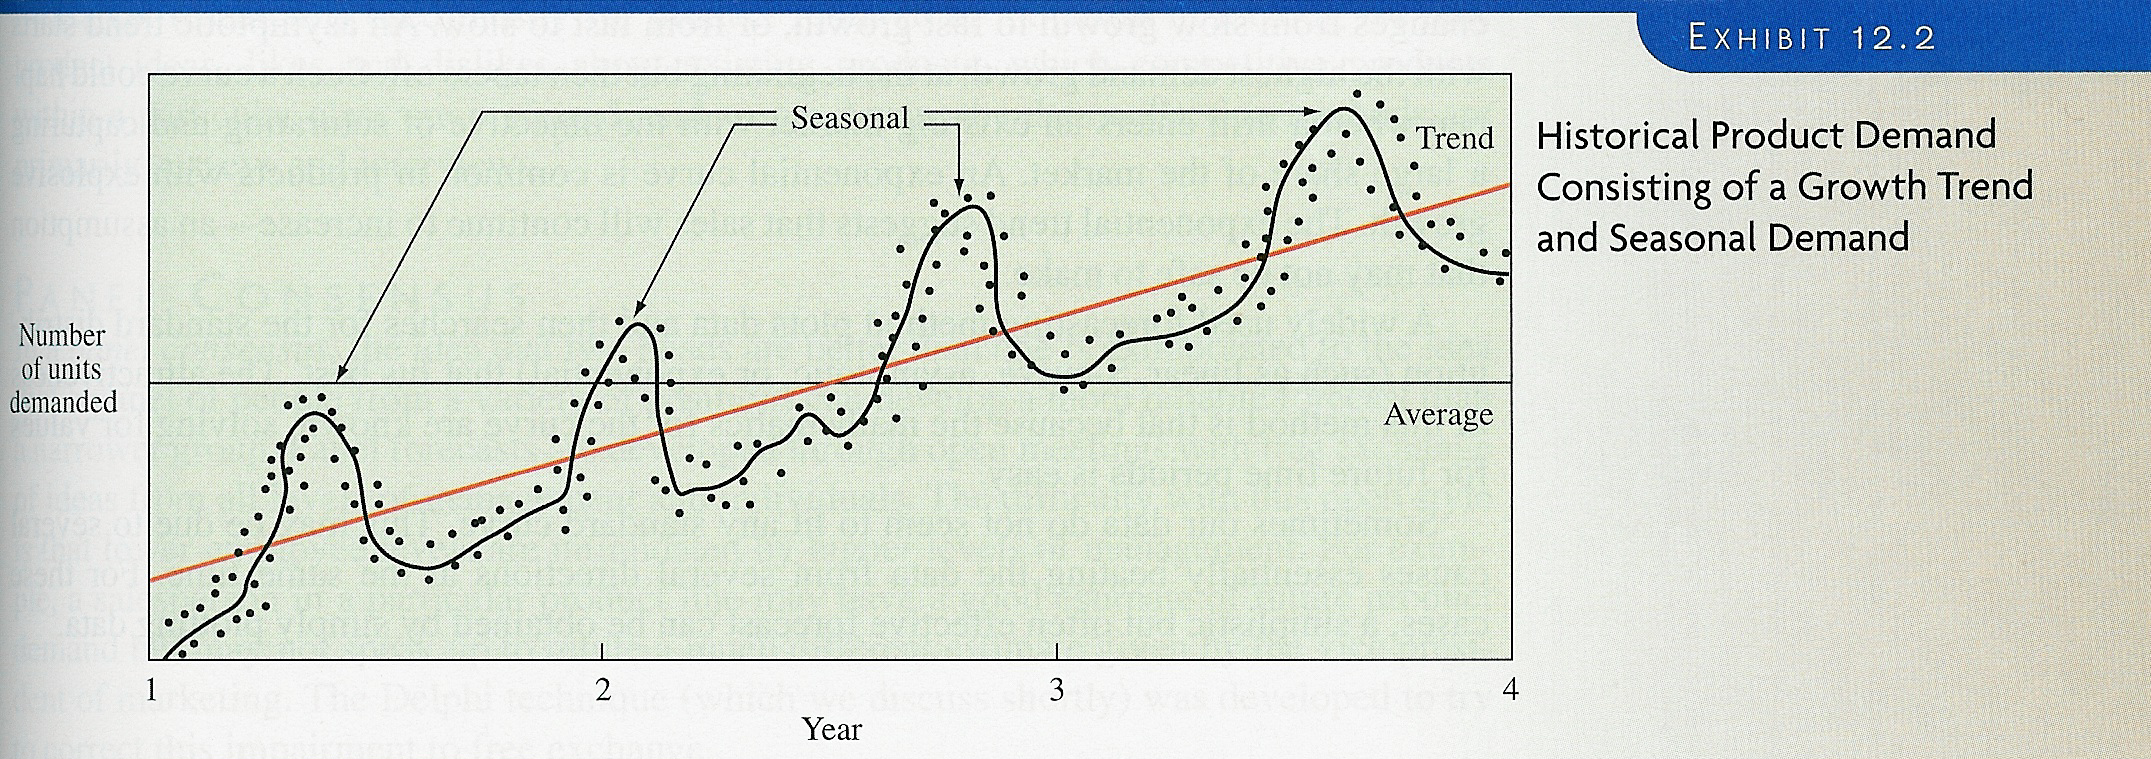 EXHIBIT 12.2
Historical Product Demand
Consisting of a Growth Trend
and Seasonal Demand
Seasonal
Trend
Number
of units
demanded
Average
1 2 3 4
Year